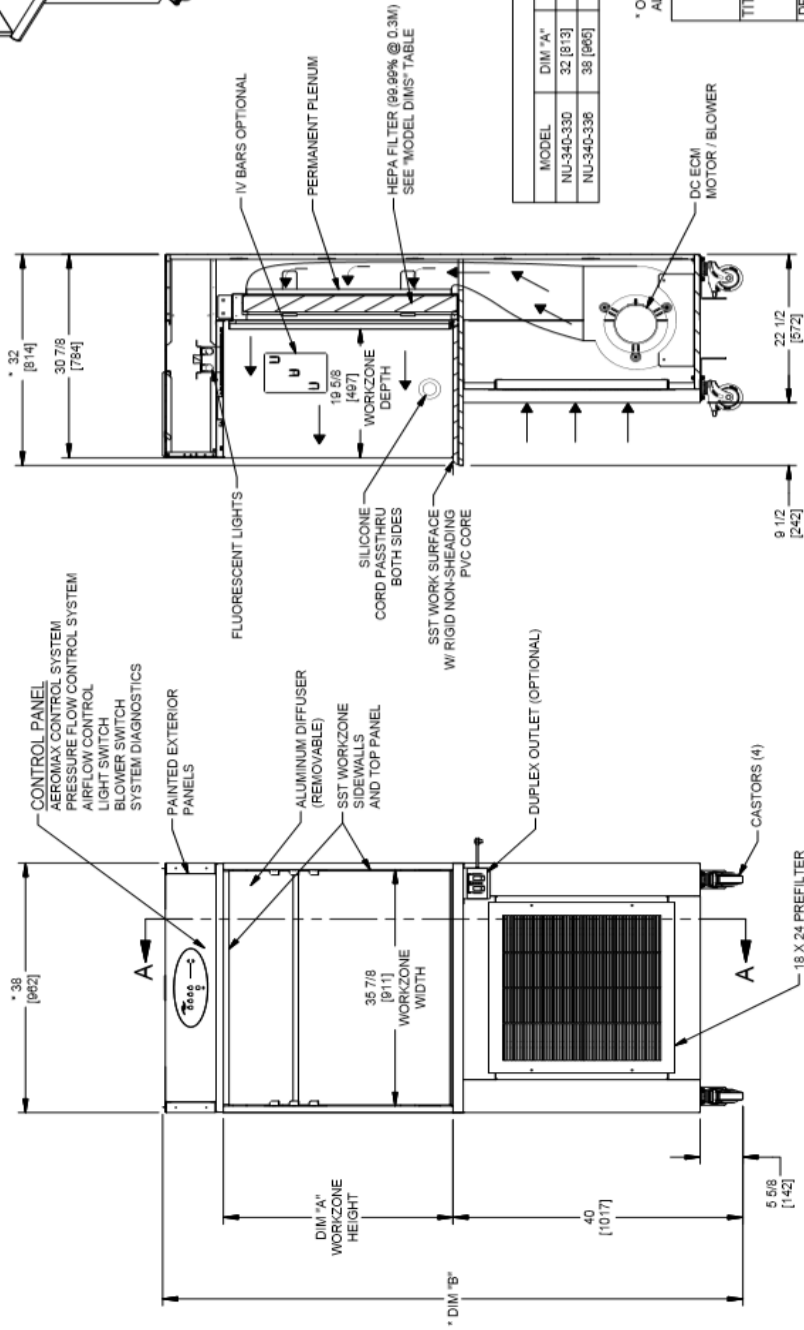 * 38
[962]
CONTROL PANEL
AEROMAX CONTROL SYSTEM
PRESSURE FLOW CONTROL SYSTEM
AIRFLOW CONTROL
LIGHT SWITCH
BLOWER SWITCH
SYSTEM DIAGNOSTICS
PAINTED EXTERIOR
PANELS
A
ALUMINUM DIFFUSER
(REMOVABLE)
SST WORKZONE
SIDEWALLS
AND TOP PANEL
35 7/8
[911]
WORKZONE
WIDTH
DIM "A"
WORKZONE
HEIGHT
* DIM "B"
40
[1017]
DUPLEX OUTLET (OPTIONAL)
A
5 5/8
[142]
CASTORS (4)
18 X 24 PREFILTER
* 32
[814]
30 7/8
[784]
FLUORESCENT LIGHTS
IV BARS OPTIONAL
PERMANENT PLENUM
HEPA FILTER (99.99% @ 0.3M)
SEE "MODEL DIMS" TABLE
19 5/8
[497]
WORKZONE
DEPTH
SILICONE
CORD PASSTHRU
BOTH SIDES
SST WORK SURFACE
W/ RIGID NON-SHEADING
PVC CORE
DC ECM
MOTOR / BLOWER
9 1/2
[242]
22 1/2
[572]
MODEL DIM "A"
NU-340-330 32 [813]
NU-340-336 38 [965]